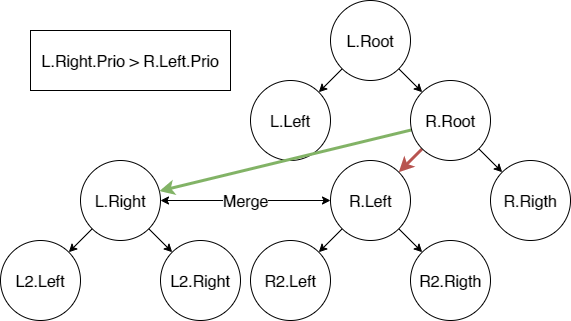 L.Root
L.Right.Prio > R.Left.Prio
L.Left
R.Root
L.Right
Merge
R.Left
R.Rigth
L2.Left
L2.Right
R2.Left
R2.Rigth